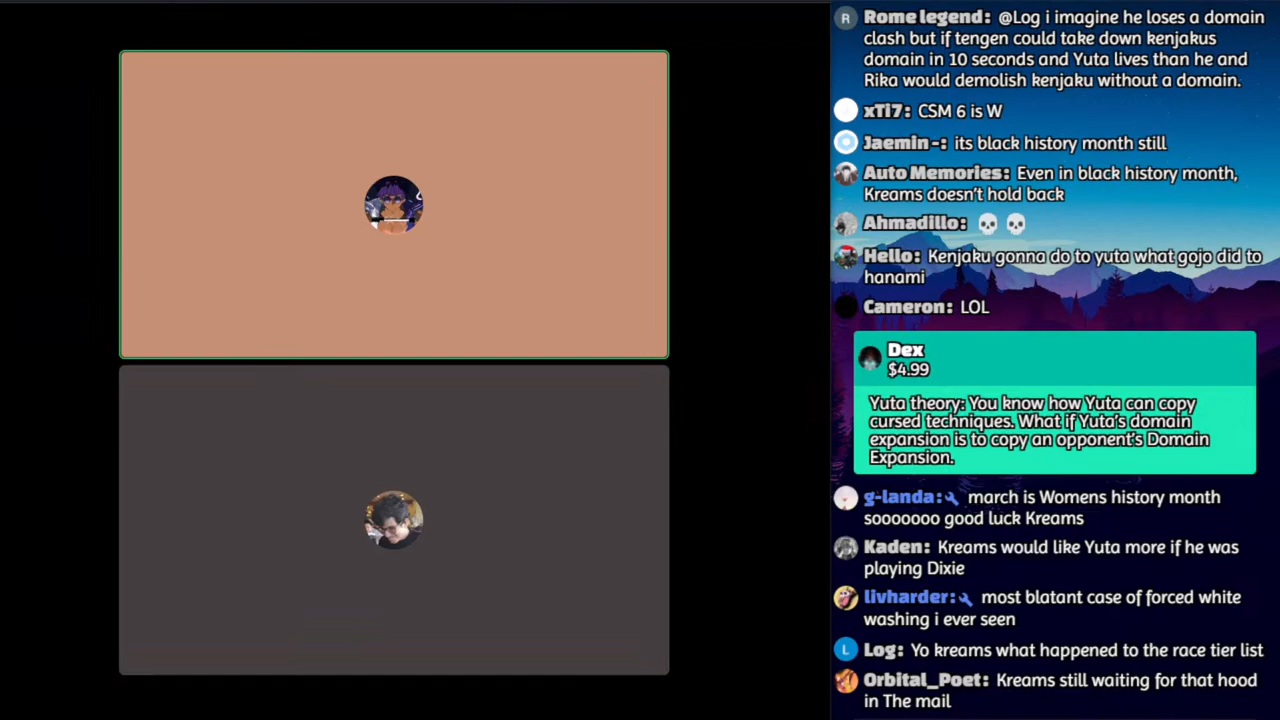 Rome legend: @Log i imagine he loses a domain
clash but if tengen could take down kenjakus
domain in 10 seconds and Yuta lives than he and
Rika would demolish kenjaku without a domain.
xTi7: CSM 6 is W
Jaemin -: its black history month still
Auto Memories: Even in black history month,
Kreams doesn't hold back
Ahmadillo: 💀 💀
Hello: Kenjaku gonna do to yuta what gojo did to
hanami
Cameron: LOL
Dex
$4.99
Yuta theory: You know how Yuta can copy
cursed techniques. What if Yuta's domain
expansion is to copy an opponent's Domain
Expansion.
g-landa: march is Womens history month
sooooooo good luck Kreams
Kaden: Kreams would like Yuta more if he was
playing Dixie
livharder: most blatant case of forced white
washing i ever seen
L Log: Yo kreams what happened to the race tier list
Orbital_Poet: Kreams still waiting for that hood
in The mail